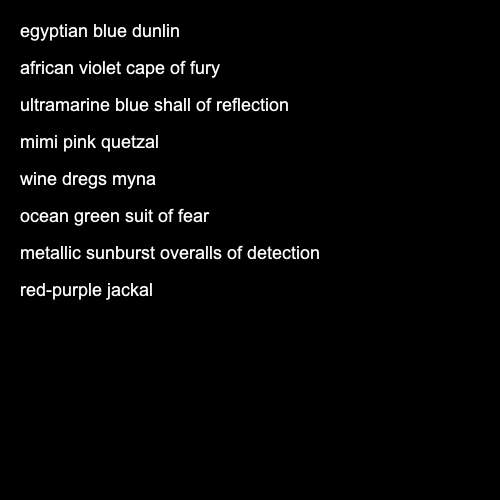 egyptian blue dunlin
african violet cape of fury
ultramarine blue shall of reflection
mimi pink quetzal
wine dregs myna
ocean green suit of fear
metallic sunburst overalls of detection
red-purple jackal